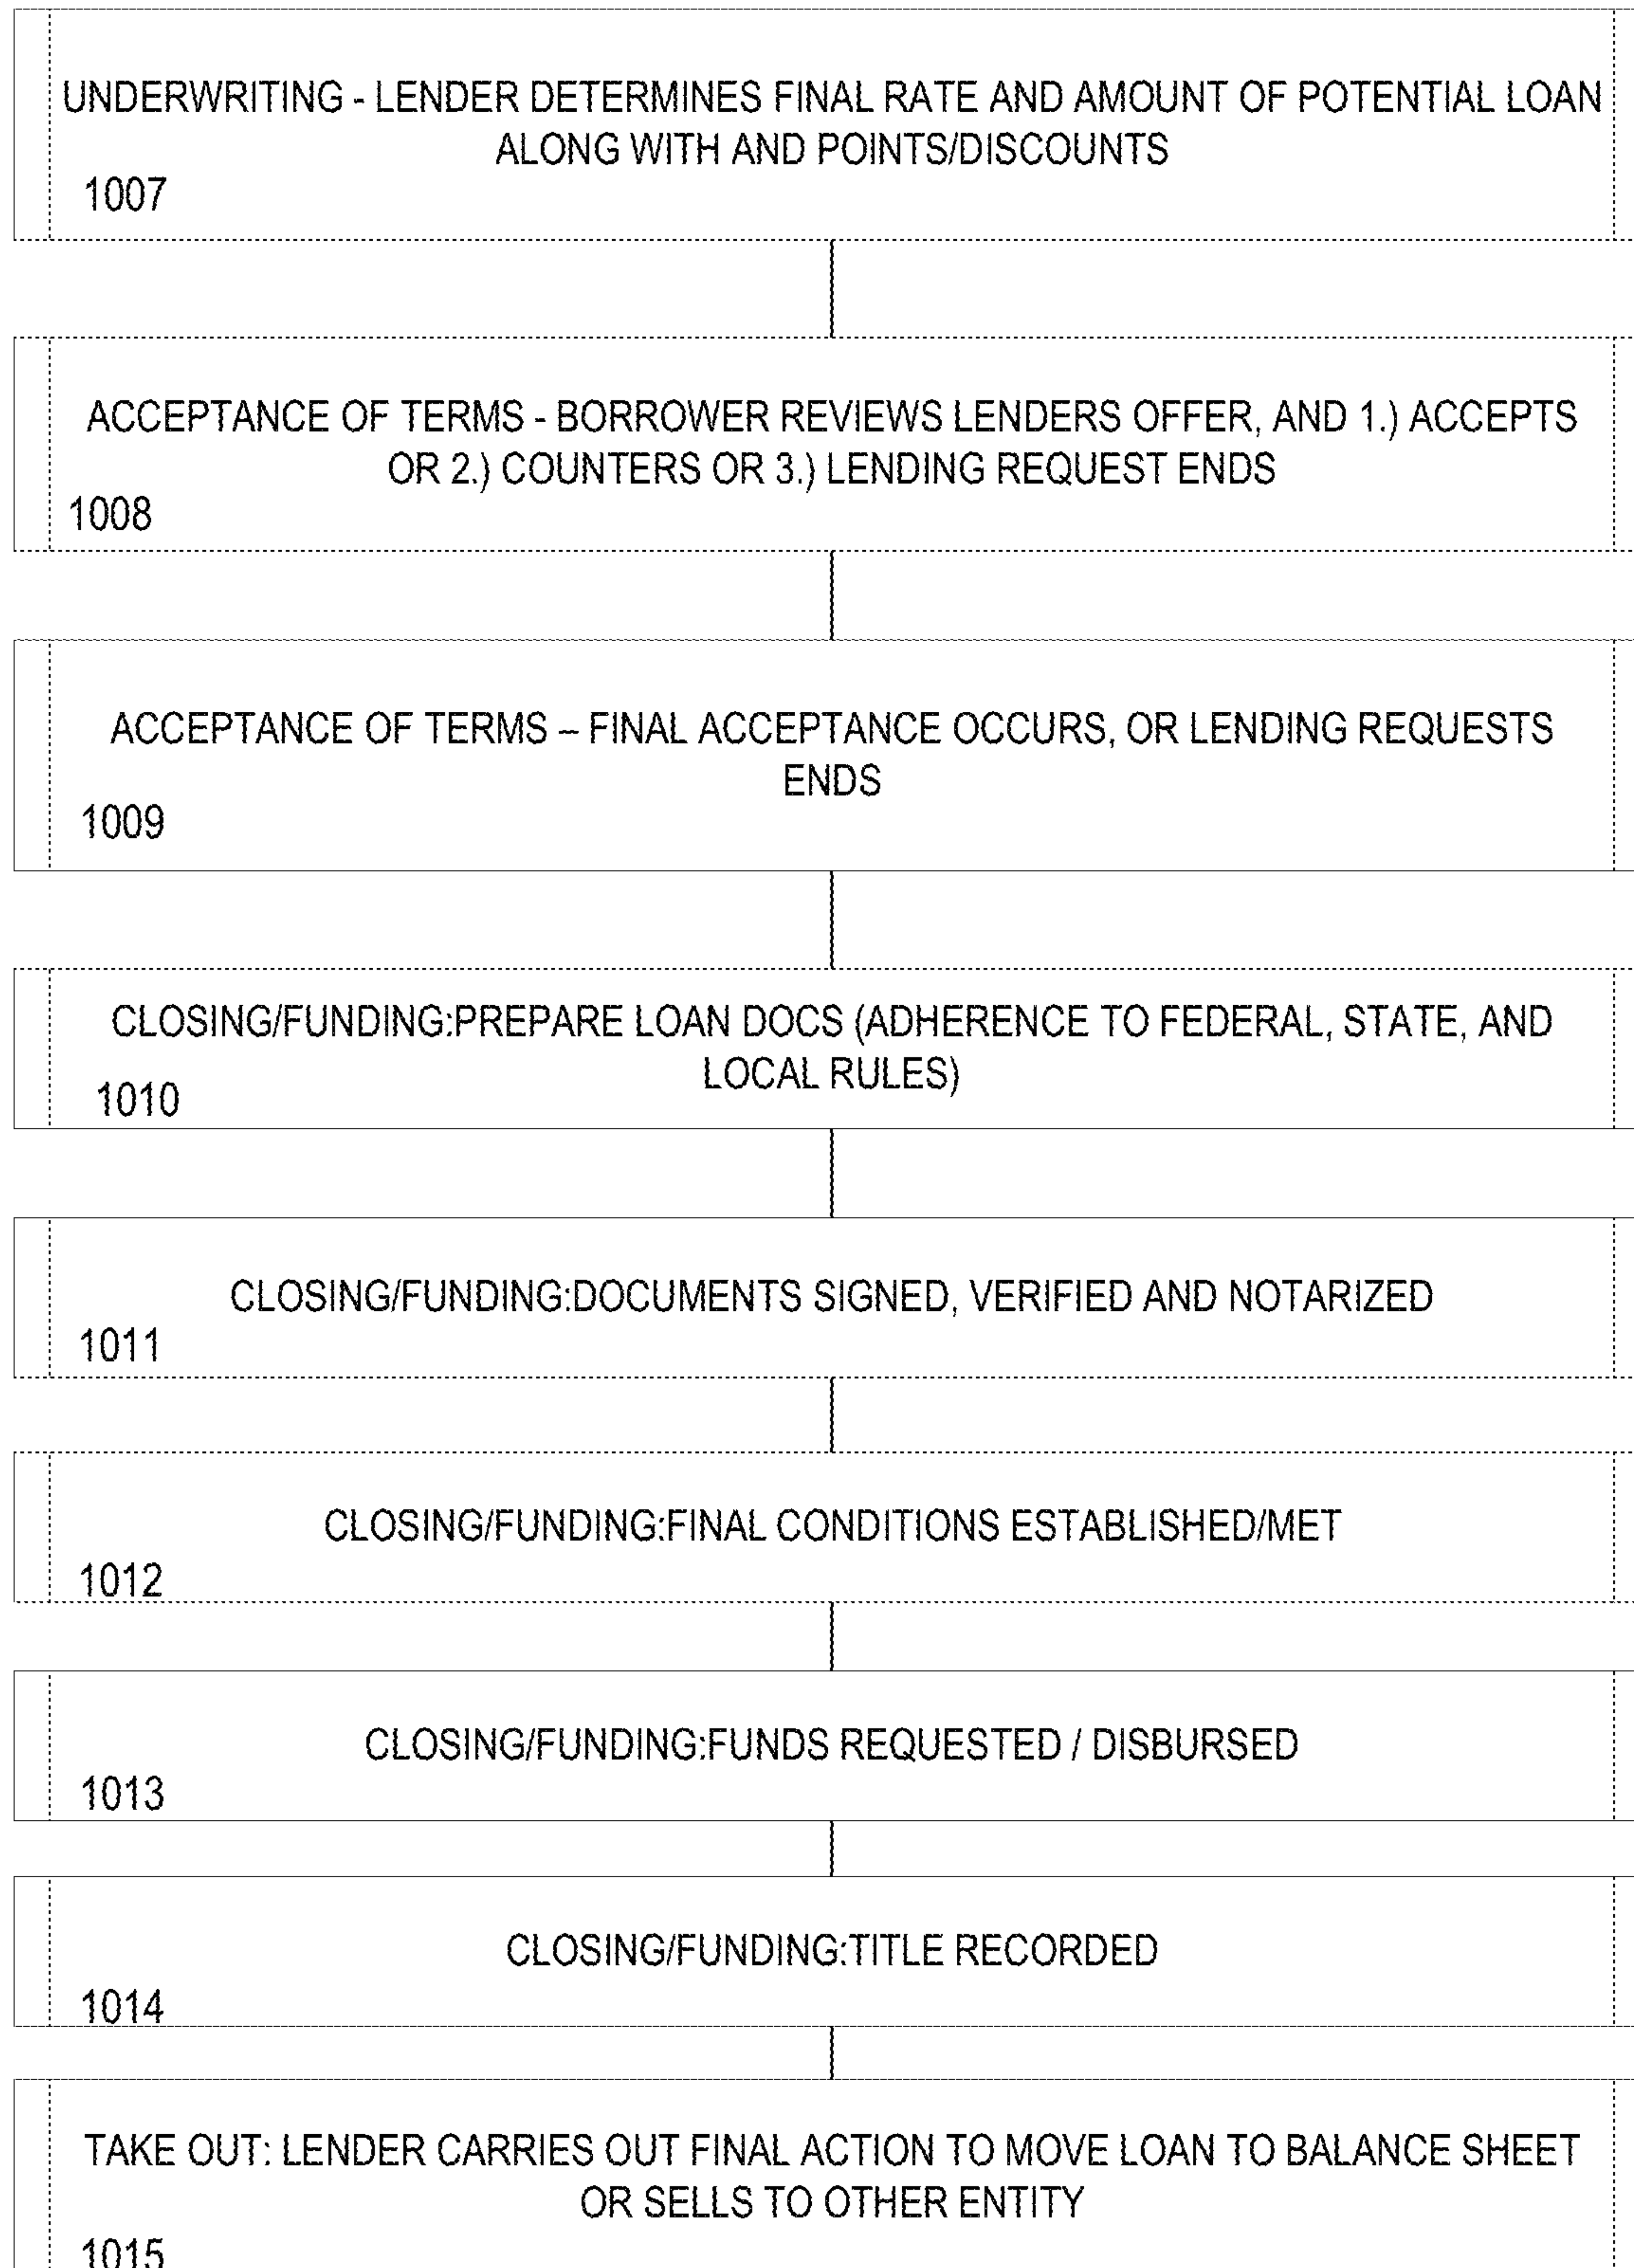 UNDERWRITING - LENDER DETERMINES FINAL RATE AND AMOUNT OF POTENTIAL LOAN
ALONG WITH AND POINTS/DISCOUNTS
1007
ACCEPTANCE OF TERMS - BORROWER REVIEWS LENDERS OFFER, AND 1.) ACCEPTS
OR 2.) COUNTERS OR 3.) LENDING REQUEST ENDS
1008
ACCEPTANCE OF TERMS – FINAL ACCEPTANCE OCCURS, OR LENDING REQUESTS
ENDS
1009
CLOSING/FUNDING:PREPARE LOAN DOCS (ADHERENCE TO FEDERAL, STATE, AND
LOCAL RULES)
1010
CLOSING/FUNDING:DOCUMENTS SIGNED, VERIFIED AND NOTARIZED
1011
CLOSING/FUNDING:FINAL CONDITIONS ESTABLISHED/MET
1012
CLOSING/FUNDING:FUNDS REQUESTED / DISBURSED
1013
CLOSING/FUNDING:TITLE RECORDED
1014
TAKE OUT: LENDER CARRIES OUT FINAL ACTION TO MOVE LOAN TO BALANCE SHEET
OR SELLS TO OTHER ENTITY
1015